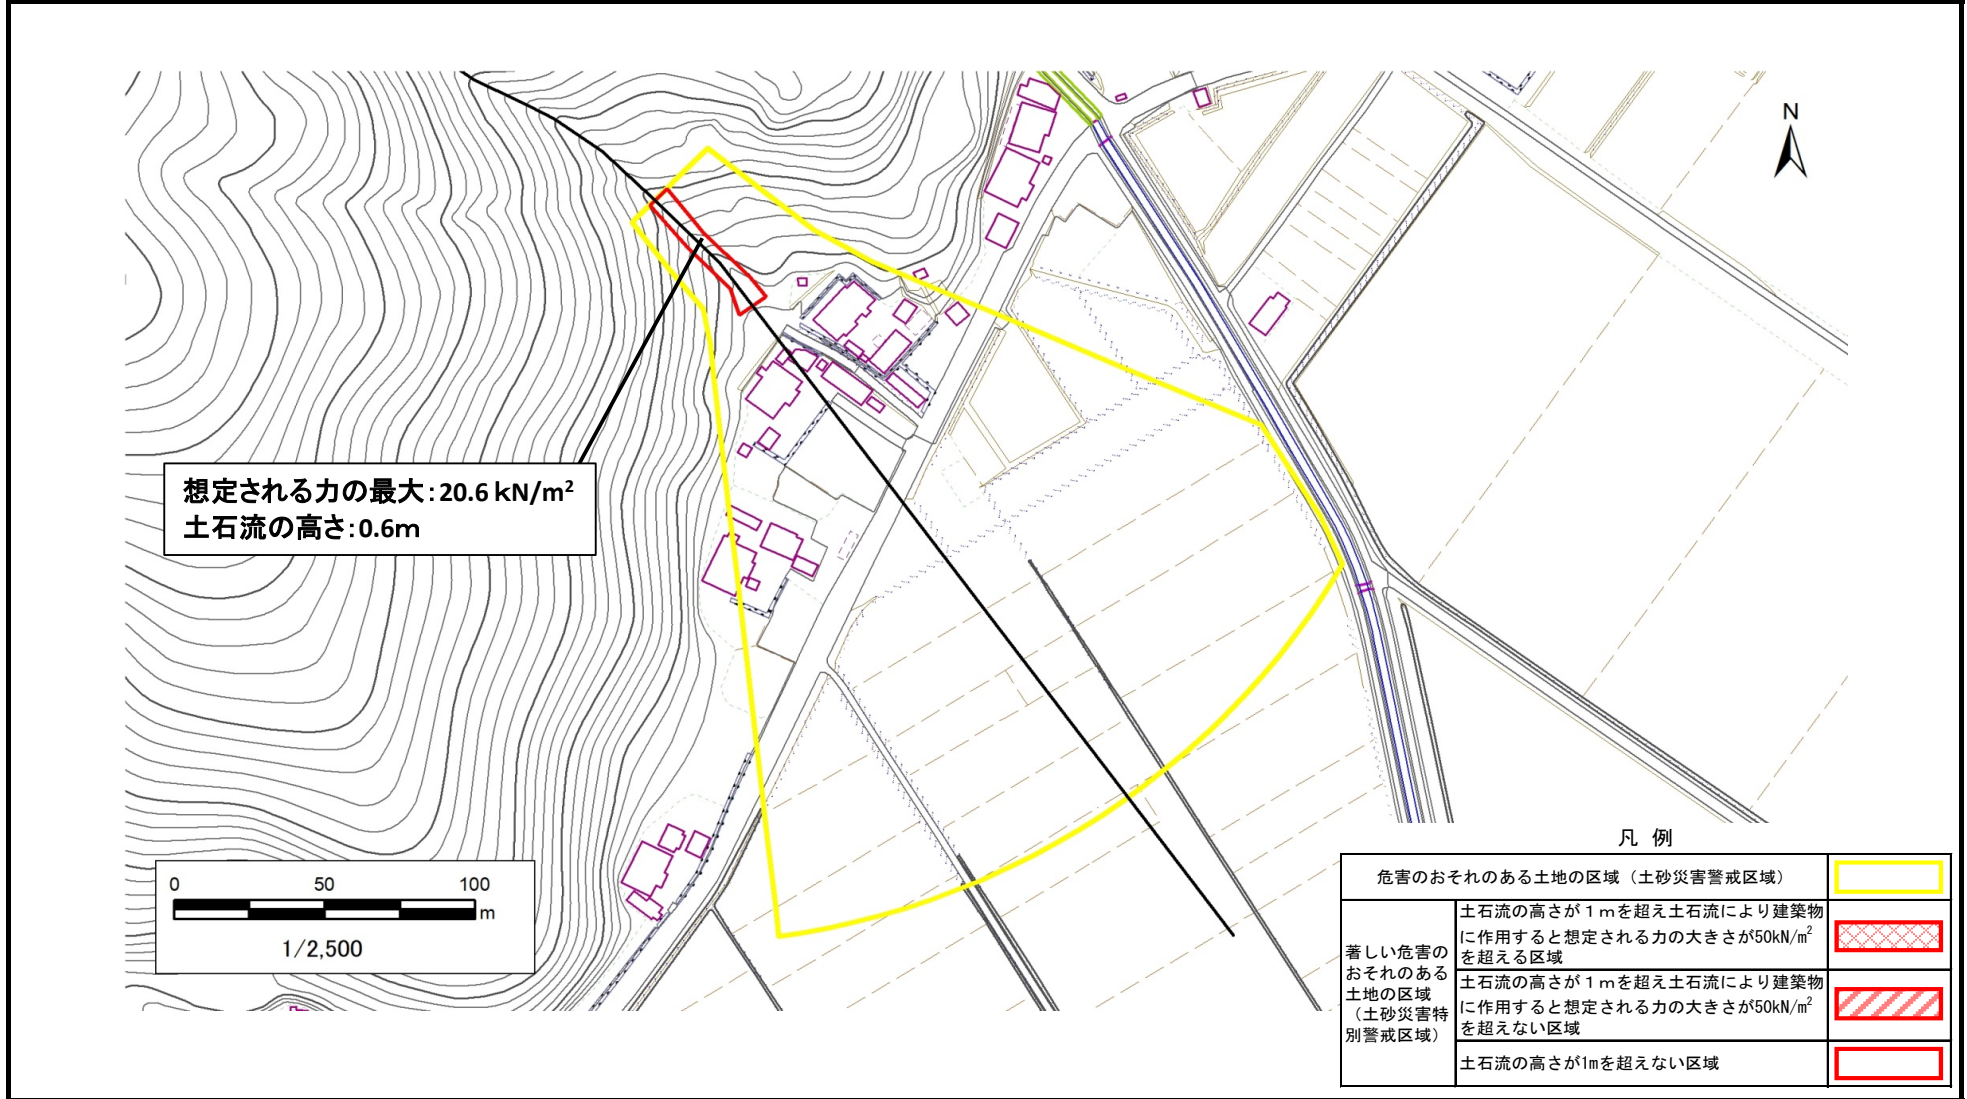 N
想定される力の最大：20.6 kN/m²
土石流の高さ：0.6m
0 50 100
m
1/2,500
凡 例
危害のおそれのある土地の区域（土砂災害警戒区域）
著しい危害の
おそれのある
土地の区域
（土砂災害特
別警戒区域）
土石流の高さが１ｍを超え土石流により建築物
に作用すると想定される力の大きさが50kN/m²
を超える区域
土石流の高さが１ｍを超え土石流により建築物
に作用すると想定される力の大きさが50kN/m²
を超えない区域
土石流の高さが1mを超えない区域